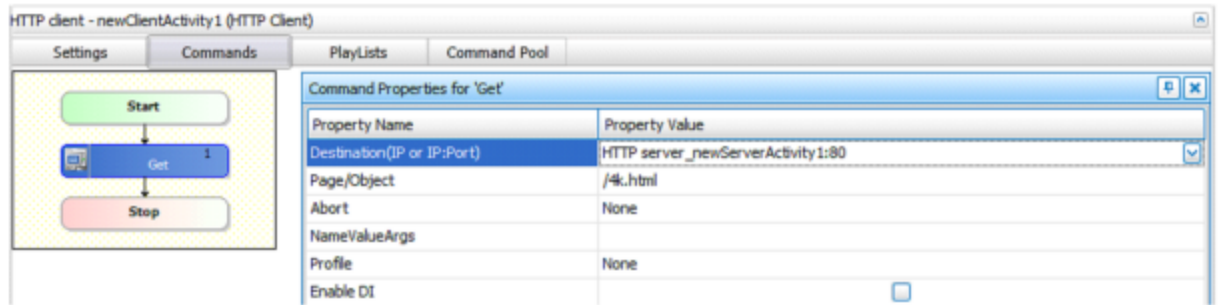 HTTP client - newClientActivity1 (HTTP Client)
Settings Commands PlayLists Command Pool
Start
Get 1
Stop
Command Properties for 'Get'
Property Name Property Value
Destination(IP or IP:Port) HTTP server_newServerActivity1:80
Page/Object /4k.html
Abort None
NameValueArgs
Profile None
Enable DI